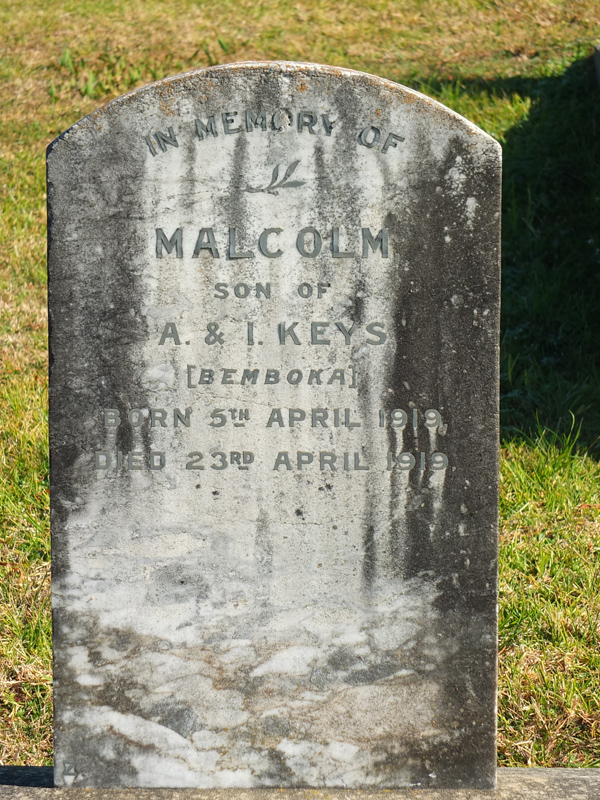 IN MEMORY OF
MALCOLM
SON OF
A. & I. KEYS
[BEMBOKA]
BORN 5TH APRIL 1919,
DIED 23RD APRIL 1919.